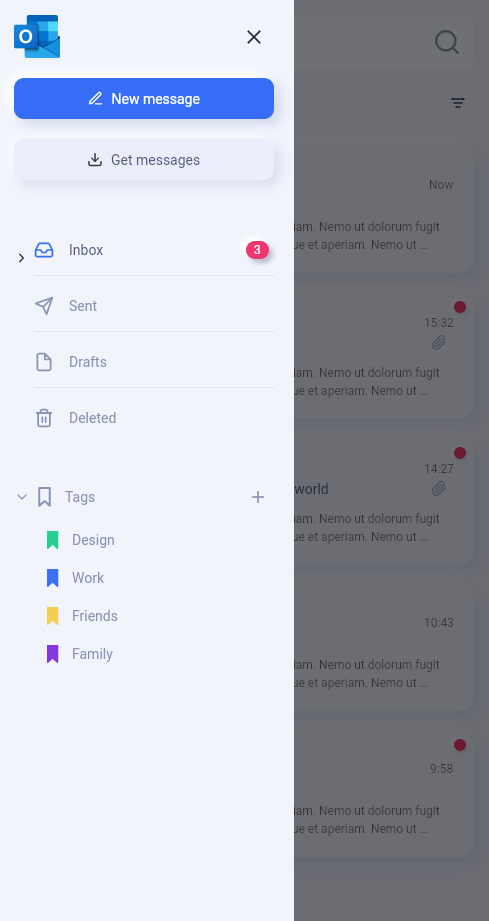 O
New message
Get messages
Now
iam. Nemo ut dolorum fugit
ue et aperiam. Nemo ut ...
Inbox
3
Sent
15:32
Drafts
iam. Nemo ut dolorum fugit
ue et aperiam. Nemo ut ...
Deleted
14:27
world
Tags
iam. Nemo ut dolorum fugit
ue et aperiam. Nemo ut ...
Design
Work
Friends
10:43
Family
iam. Nemo ut dolorum fugit
ue et aperiam. Nemo ut ...
9:58
iam. Nemo ut dolorum fugit
ue et aperiam. Nemo ut ...